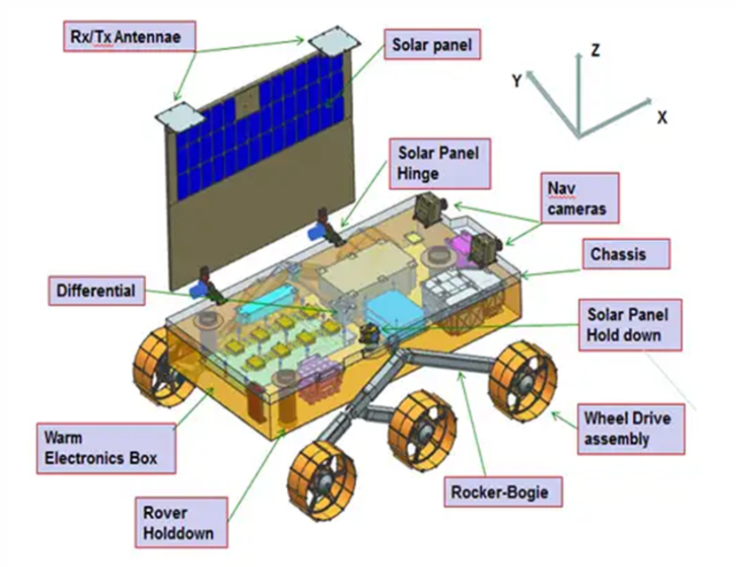 Rx/Tx Antennae
Solar panel
Z
Y
X
Solar Panel
Hinge
Nav
cameras
Chassis
Differential
Solar Panel
Hold down
Wheel Drive
assembly
Warm
Electronics Box
Rocker-Bogie
Rover
Holddown